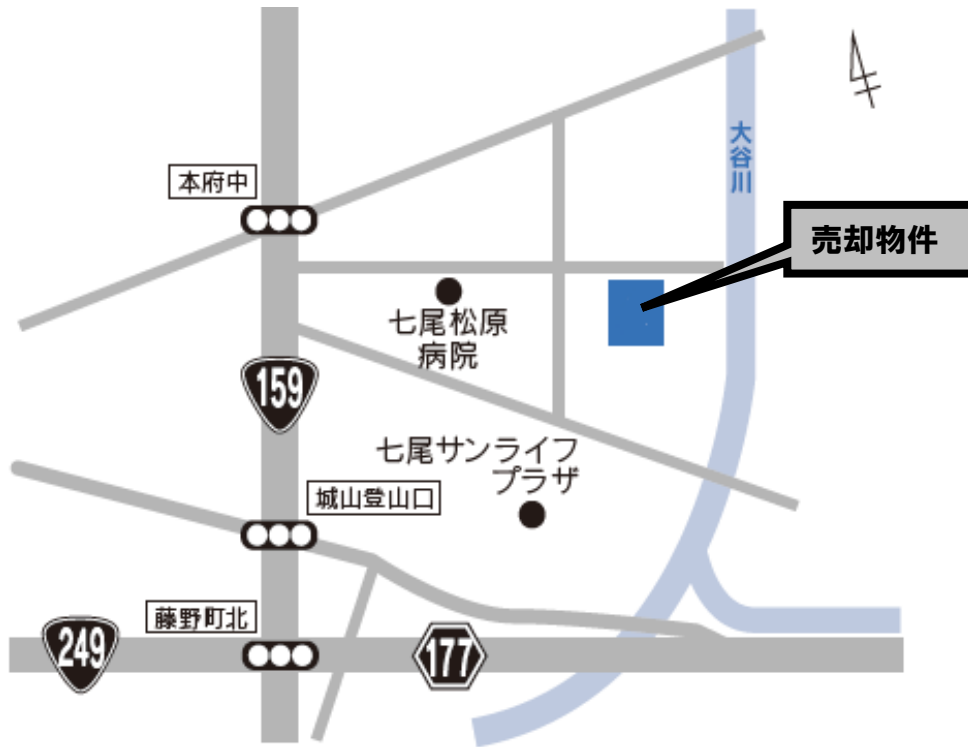 大谷川
本府中
売却物件
七尾松原
病院
159
七尾サンライフ
プラザ
城山登山口
藤野町北
249
177